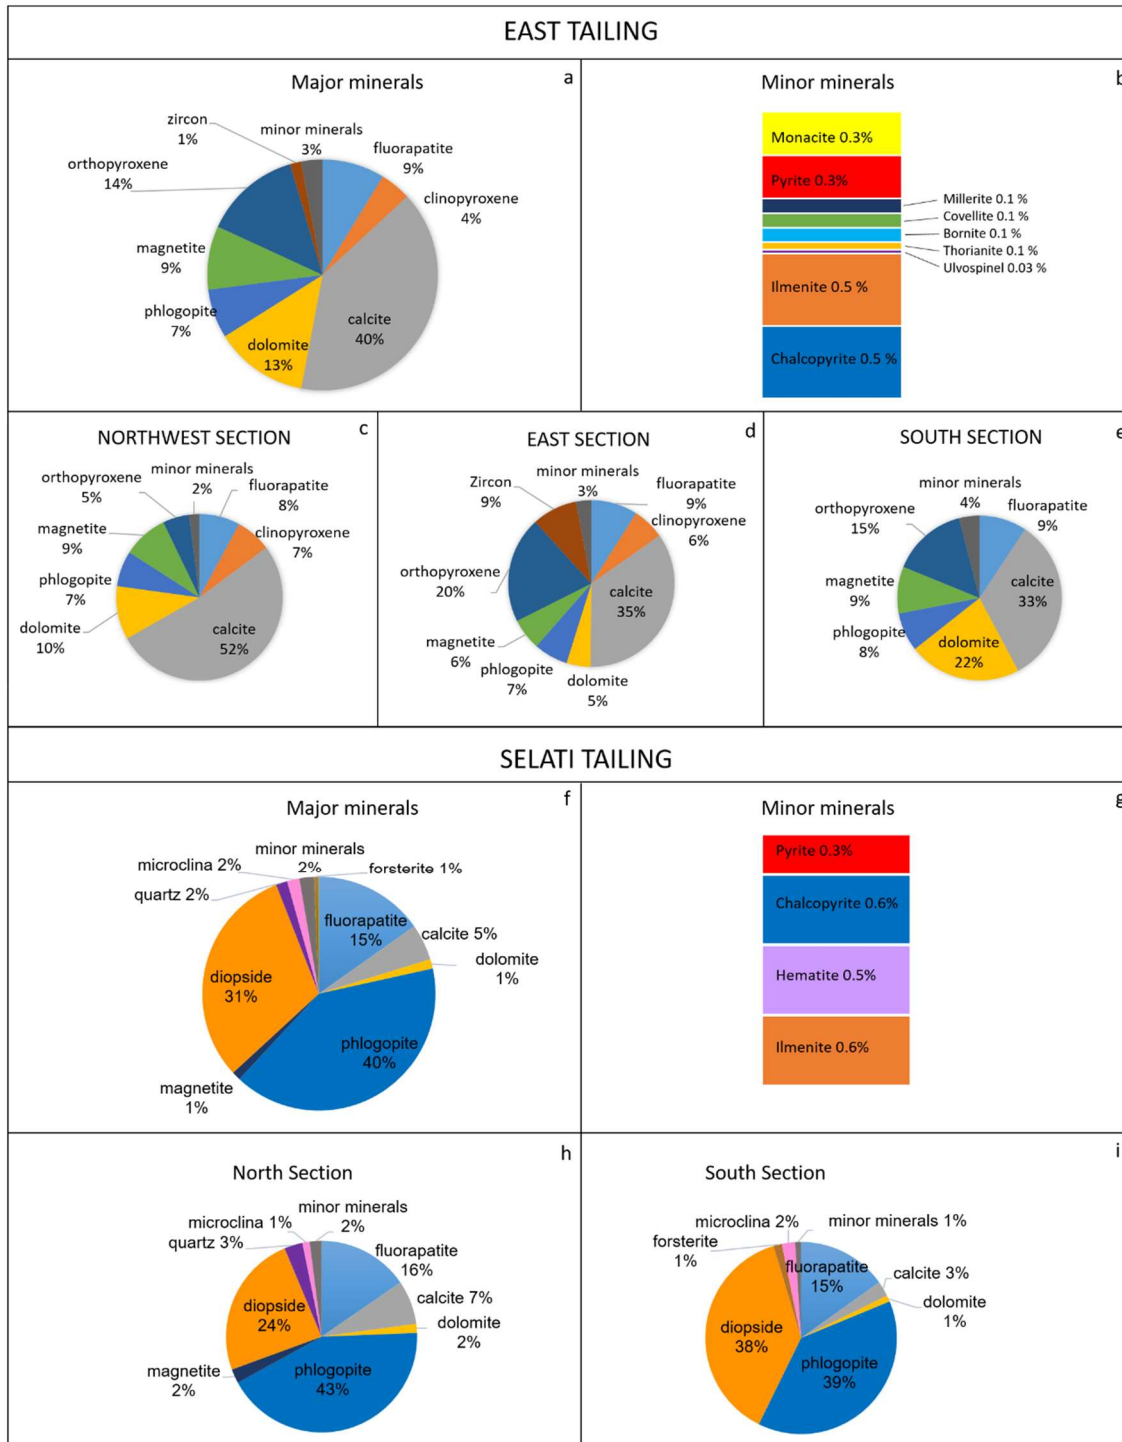 EAST TAILING
Major minerals
a
zircon
1%
minor minerals
3%
fluorapatite
9%
clinopyroxene
4%
orthopyroxene
14%
magnetite
9%
phlogopite
7%
dolomite
13%
calcite
40%
Minor minerals
b
Monacite 0.3%
Pyrite 0.3%
Millerite 0.1 %
Covellite 0.1 %
Bornite 0.1 %
Thorianite 0.1 %
Ulvospinel 0.03 %
Ilmenite 0.5 %
Chalcopyrite 0.5 %
NORTHWEST SECTION
c
minor minerals
2%
orthopyroxene
5%
fluorapatite
8%
magnetite
9%
clinopyroxene
7%
phlogopite
7%
dolomite
10%
calcite
52%
EAST SECTION
d
Zircon
9%
minor minerals
3%
fluorapatite
9%
clinopyroxene
6%
orthopyroxene
20%
calcite
35%
magnetite
6%
phlogopite
7%
dolomite
5%
SOUTH SECTION
e
minor minerals
4%
orthopyroxene
15%
fluorapatite
9%
magnetite
9%
calcite
33%
phlogopite
8%
dolomite
22%
SELATI TAILING
Major minerals
f
minor minerals
2%
microclina 2%
forsterite 1%
quartz 2%
fluorapatite
15%
calcite 5%
dolomite
1%
diopside
31%
phlogopite
40%
magnetite
1%
Minor minerals
g
Pyrite 0.3%
Chalcopyrite 0.6%
Hematite 0.5%
Ilmenite 0.6%
North Section
h
minor minerals
2%
microclina 1%
quartz 3%
fluorapatite
16%
calcite 7%
dolomite
2%
diopside
24%
magnetite
2%
phlogopite
43%
South Section
i
microclina 2%
minor minerals 1%
forsterite
1%
fluorapatite
15%
calcite 3%
dolomite
1%
diopside
38%
phlogopite
39%